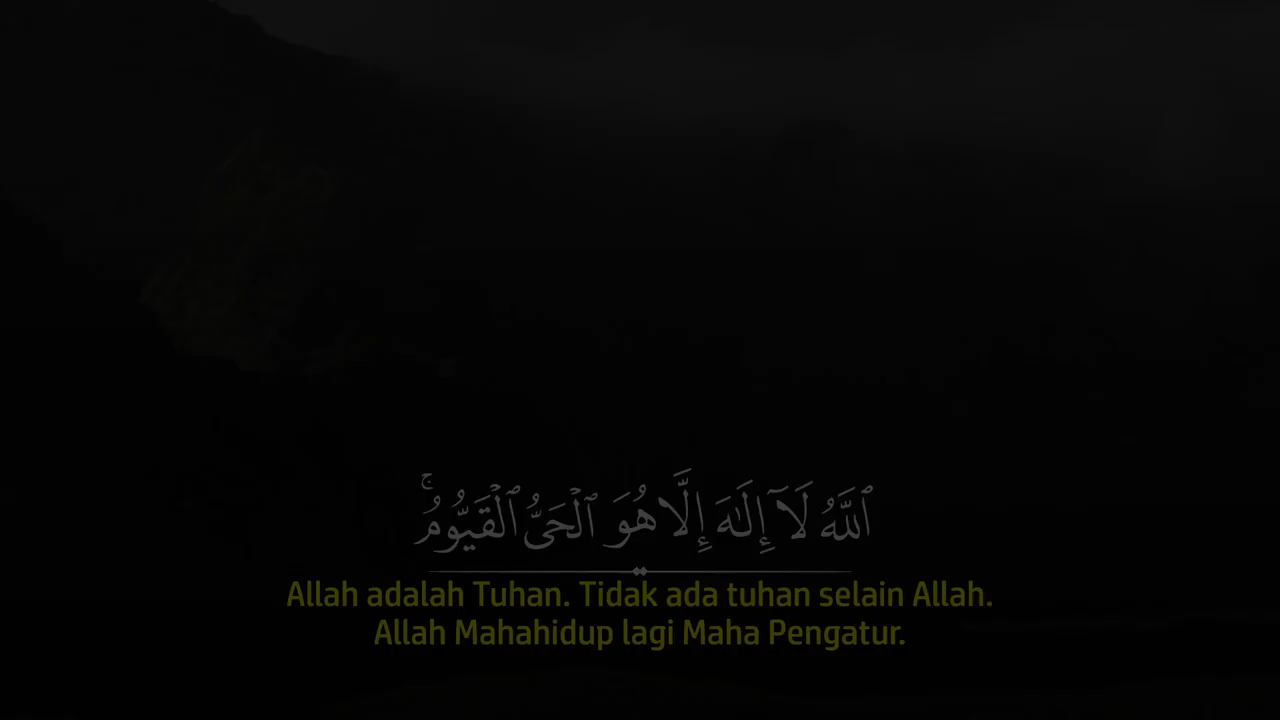 ٱللَّهُ لَآ إِلَـٰهَ إِلَّا هُوَ ٱلْحَىُّ ٱلْقَيُّومُ ۚ
Allah adalah Tuhan. Tidak ada tuhan selain Allah.
Allah Mahahidup lagi Maha Pengatur.